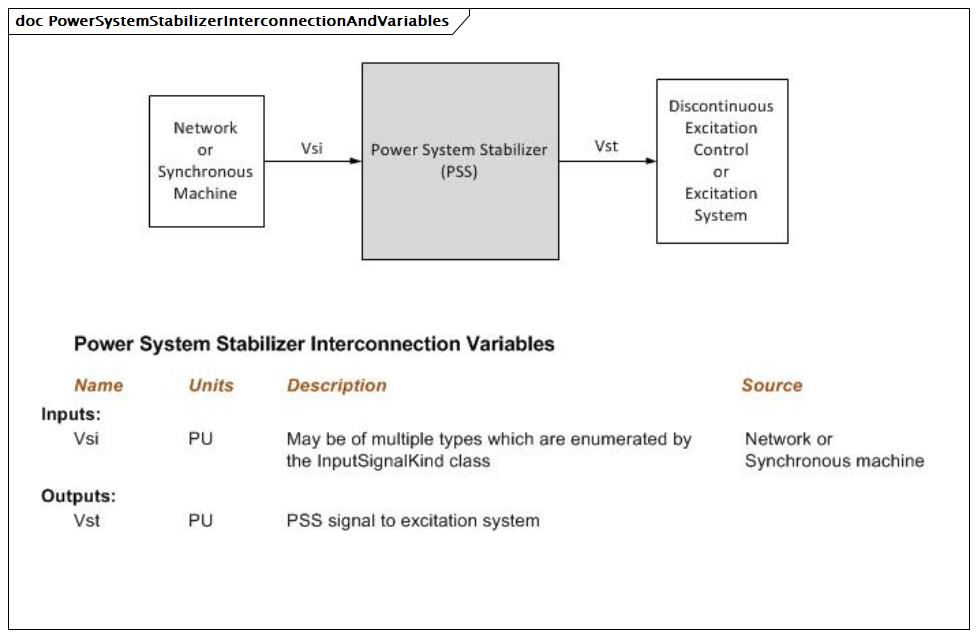 doc PowerSystemStabilizerInterconnectionAndVariables
Network
or
Synchronous
Machine
Vsi
Power System Stabilizer
(PSS)
Vst
Discontinuous
Excitation
Control
or
Excitation
System
Power System Stabilizer Interconnection Variables
Name Units Description Source
Inputs:
Vsi PU May be of multiple types which are enumerated by Network or
the InputSignalKind class Synchronous machine
Outputs:
Vst PU PSS signal to excitation system